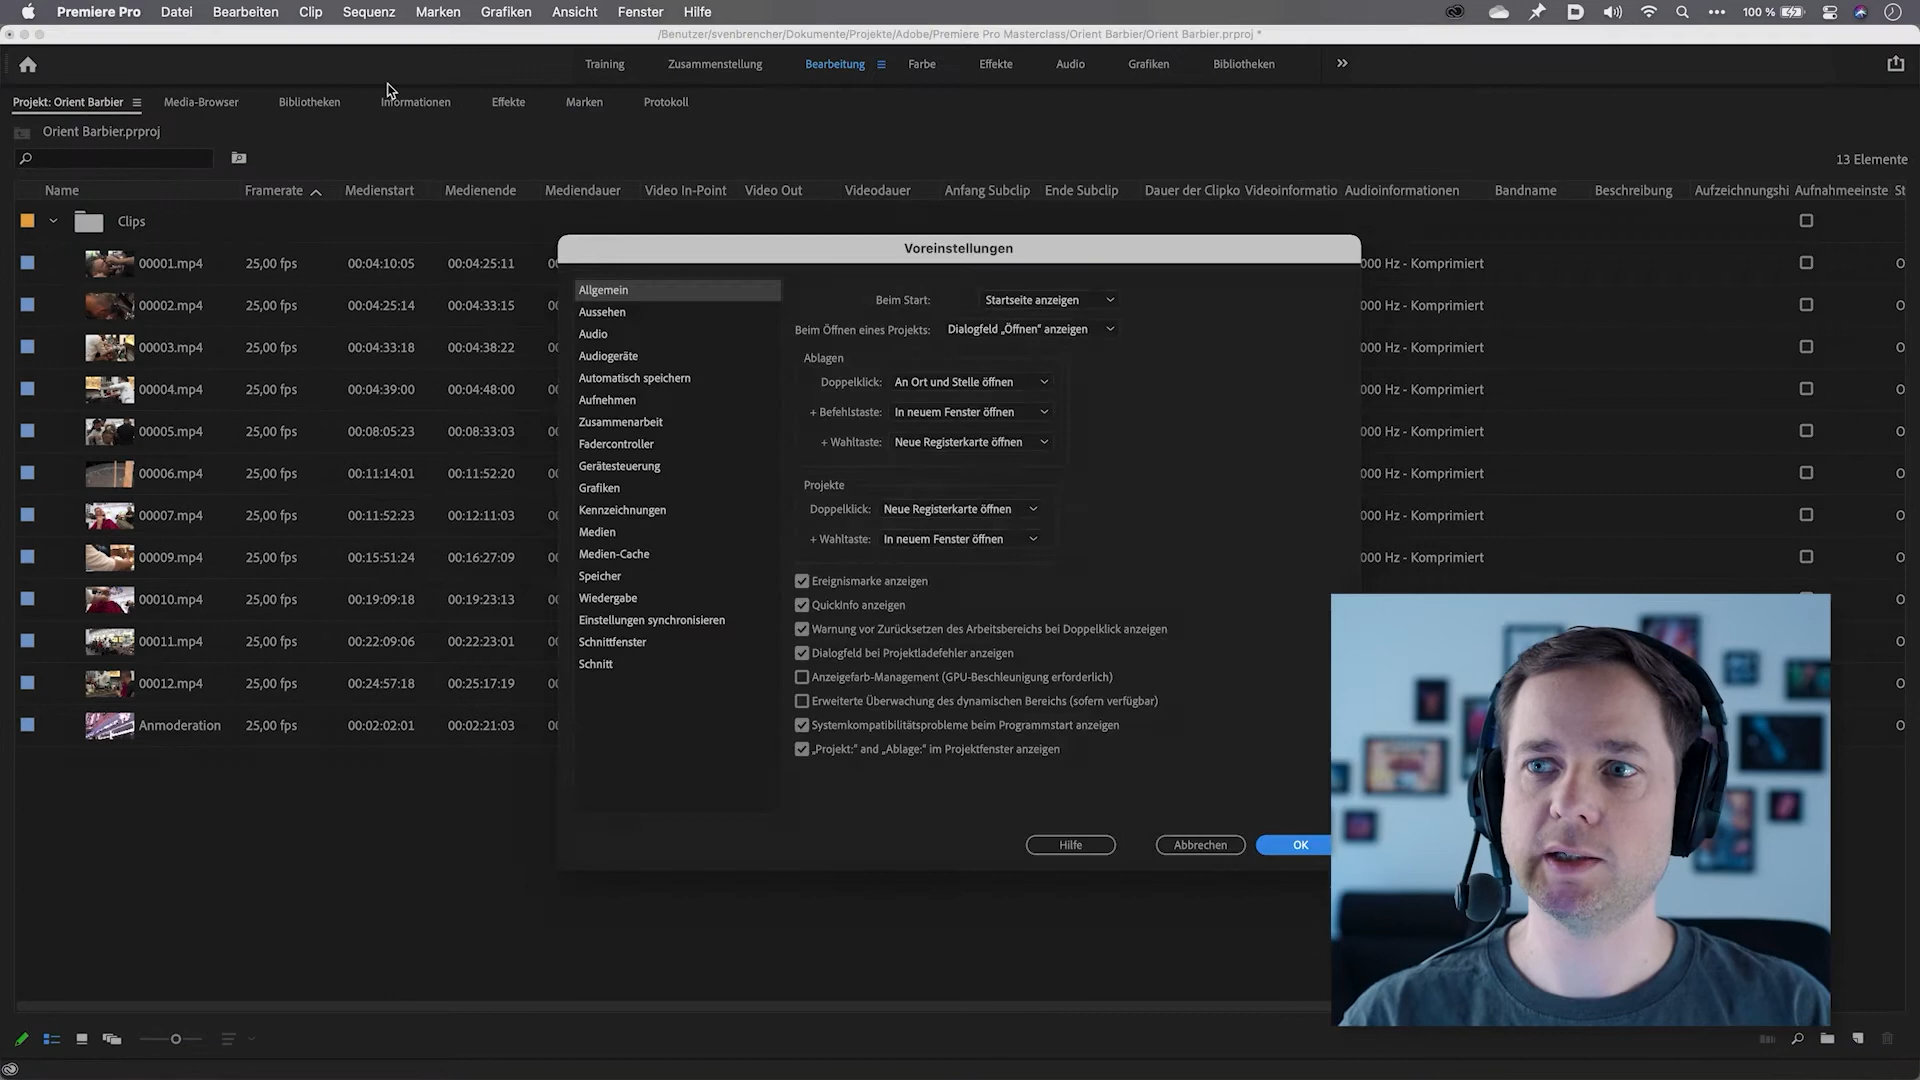 Premiere Pro Datei Bearbeiten Clip Sequenz Marken Grafiken Ansicht Fenster Hilfe 100 %
/Benutzer/svenbrencher/Dokumente/Projekte/Adobe/Premiere Pro Masterclass/Orient Barbier/Orient Barbier.prproj *
Training Zusammenstellung Bearbeitung Farbe Effekte Audio Grafiken Bibliotheken
Projekt: Orient Barbier Media-Browser Bibliotheken Informationen Effekte Marken Protokoll
Orient Barbier.prproj
13 Elemente
Name Framerate Medienstart Medienende Mediendauer Video In-Point Video Out Videodauer Anfang Subclip Ende Subclip Dauer der Clipko Videoinformatio Audioinformationen Bandname Beschreibung Aufzeichnungshi Aufnahmeeinste St
Clips
00001.mp4 25,00 fps 00:04:10:05 00:04:25:11 00 000 Hz - Komprimiert O
00002.mp4 25,00 fps 00:04:25:14 00:04:33:15 00 000 Hz - Komprimiert O
00003.mp4 25,00 fps 00:04:33:18 00:04:38:22 00 000 Hz - Komprimiert O
00004.mp4 25,00 fps 00:04:39:00 00:04:48:00 00 000 Hz - Komprimiert O
00005.mp4 25,00 fps 00:08:05:23 00:08:33:03 00 000 Hz - Komprimiert O
00006.mp4 25,00 fps 00:11:14:01 00:11:52:20 00 000 Hz - Komprimiert O
00007.mp4 25,00 fps 00:11:52:23 00:12:11:03 00 000 Hz - Komprimiert O
00009.mp4 25,00 fps 00:15:51:24 00:16:27:09 00 000 Hz - Komprimiert O
00010.mp4 25,00 fps 00:19:09:18 00:19:23:13 00 O
00011.mp4 25,00 fps 00:22:09:06 00:22:23:01 00 O
00012.mp4 25,00 fps 00:24:57:18 00:25:17:19 00 O
Anmoderation 25,00 fps 00:02:02:01 00:02:21:03 00 O
Voreinstellungen
Allgemein
Aussehen
Audio
Audiogeräte
Automatisch speichern
Aufnehmen
Zusammenarbeit
Fadercontroller
Gerätesteuerung
Grafiken
Kennzeichnungen
Medien
Medien-Cache
Speicher
Wiedergabe
Einstellungen synchronisieren
Schnittfenster
Schnitt
Beim Start: Startseite anzeigen
Beim Öffnen eines Projekts: Dialogfeld „Öffnen“ anzeigen
Ablagen
Doppelklick: An Ort und Stelle öffnen
+ Befehlstaste: In neuem Fenster öffnen
+ Wahltaste: Neue Registerkarte öffnen
Projekte
Doppelklick: Neue Registerkarte öffnen
+ Wahltaste: In neuem Fenster öffnen
Ereignismarke anzeigen
QuickInfo anzeigen
Warnung vor Zurücksetzen des Arbeitsbereichs bei Doppelklick anzeigen
Dialogfeld bei Projektladefehler anzeigen
Anzeigefarb-Management (GPU-Beschleunigung erforderlich)
Erweiterte Überwachung des dynamischen Bereichs (sofern verfügbar)
Systemkompatibilitätsprobleme beim Programmstart anzeigen
„Projekt:“ and „Ablage:“ im Projektfenster anzeigen
Hilfe Abbrechen OK